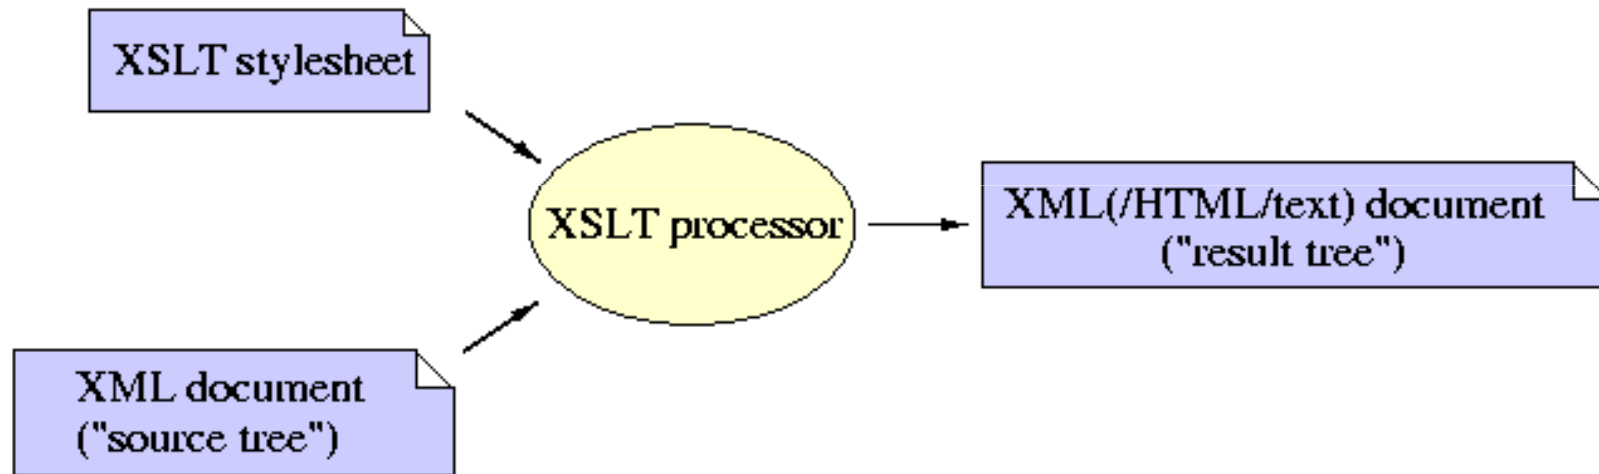 XSLT stylesheet
XSLT processor
XML(/HTML/text) document
("result tree")
XML document
("source tree")